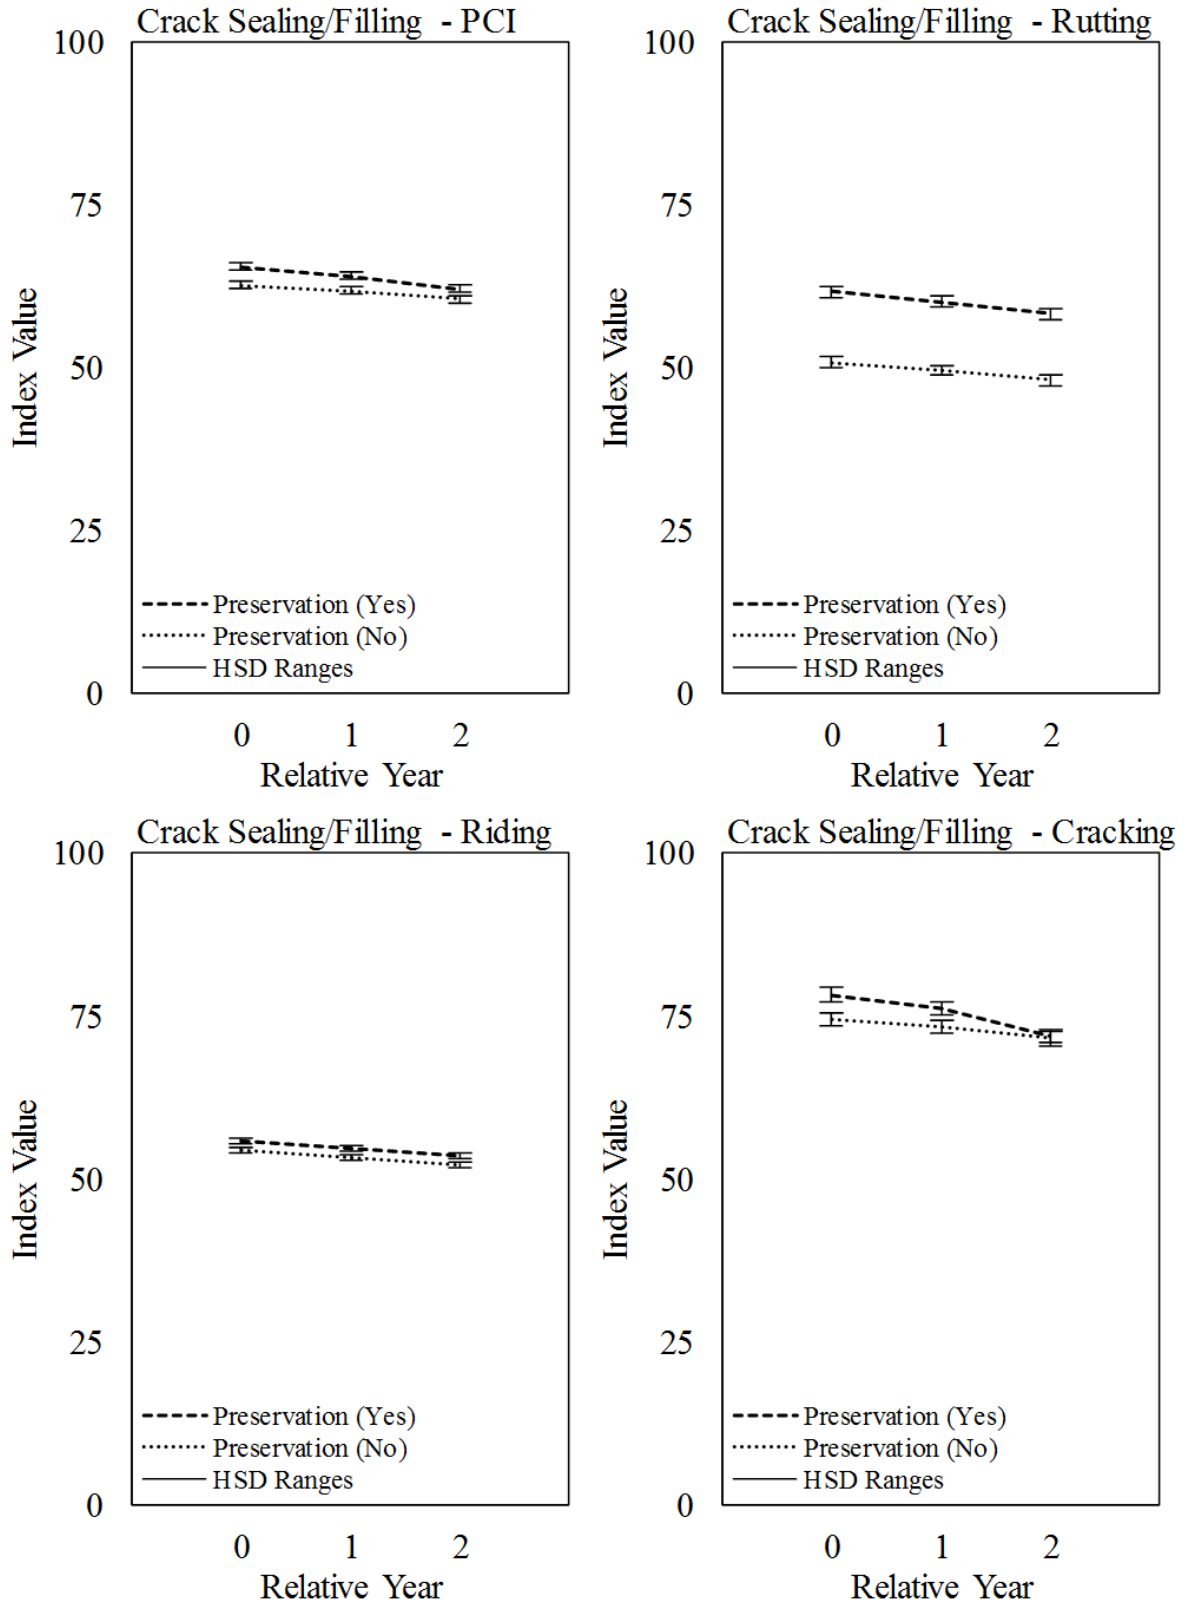 Crack Sealing/Filling - PCI
100
75
50
25
0
Index Value
Preservation (Yes)
Preservation (No)
HSD Ranges
0 1 2
Relative Year
Crack Sealing/Filling - Rutting
100
75
50
25
0
Index Value
Preservation (Yes)
Preservation (No)
HSD Ranges
0 1 2
Relative Year
Crack Sealing/Filling - Riding
100
75
50
25
0
Index Value
Preservation (Yes)
Preservation (No)
HSD Ranges
0 1 2
Relative Year
Crack Sealing/Filling - Cracking
100
75
50
25
0
Index Value
Preservation (Yes)
Preservation (No)
HSD Ranges
0 1 2
Relative Year